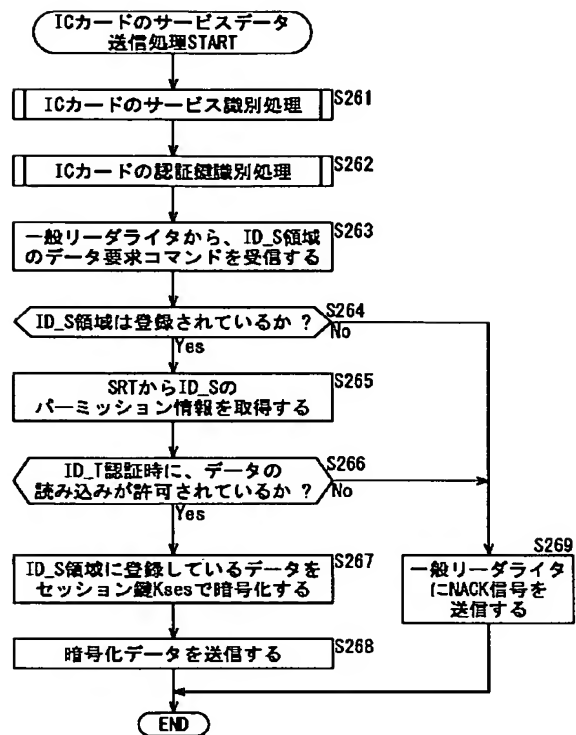 ICカードのサービスデータ
送信処理START
ICカードのサービス識別処理
S261
ICカードの認証鍵識別処理
S262
一般リーダライタから、ID_S領域
のデータ要求コマンドを受信する
S263
ID_S領域は登録されているか ?
S264
No
Yes
SRTからID_Sの
パーミッション情報を取得する
S265
ID_T認証時に、データの
読み込みが許可されているか ?
S266
No
Yes
ID_S領域に登録しているデータを
セッション鍵Ksesで暗号化する
S267
S269
一般リーダライタ
にNACK信号を
送信する
暗号化データを送信する
S268
END